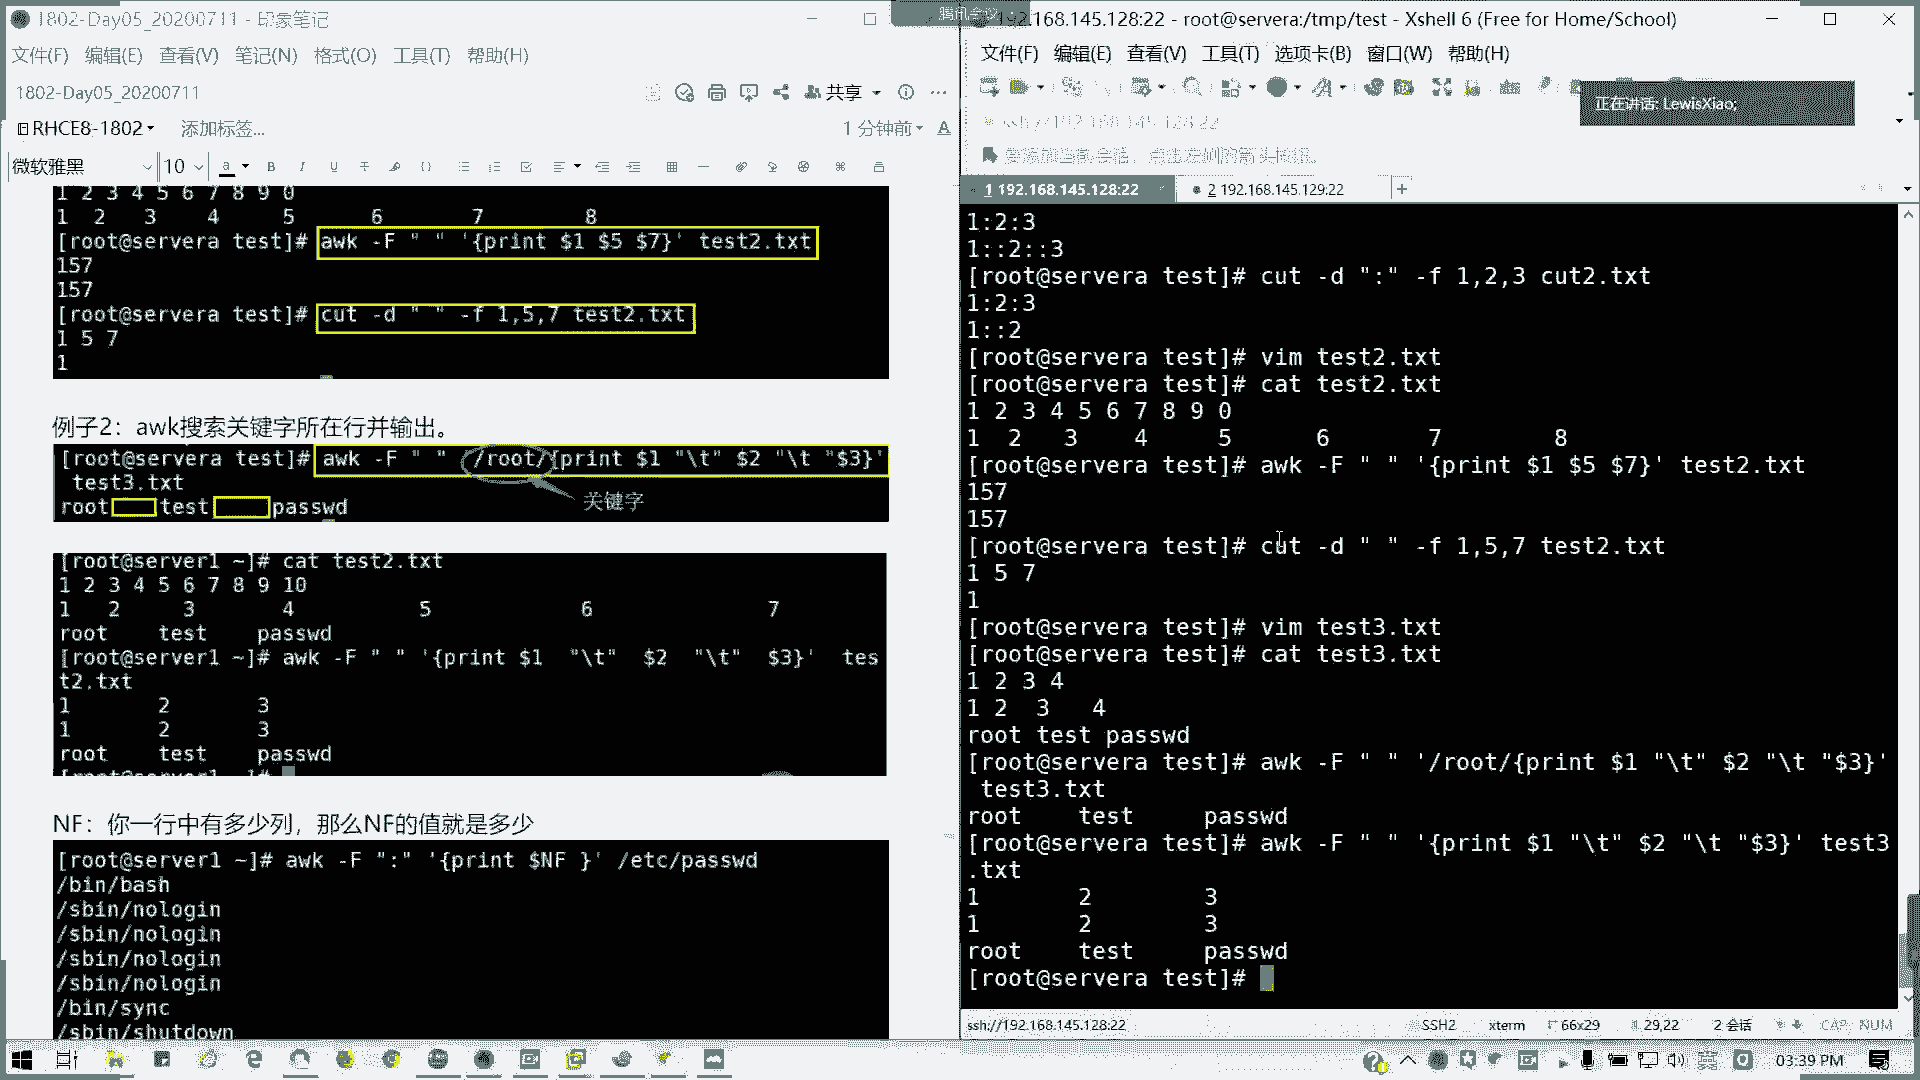 1802-Day05_20200711 - 印象笔记
文件(F) 编辑(E) 查看(V) 笔记(N) 格式(O) 工具(T) 帮助(H)
1802-Day05_20200711
共享
RHCE8-1802 添加标签...
1 分钟前
微软雅黑 10
1 2 3 4 5 6 7 8 9 0
1 2 3 4 5 6 7 8
[root@servera test]# awk -F " " '{print $1 $5 $7}' test2.txt
157
157
[root@servera test]# cut -d " " -f 1,5,7 test2.txt
1 5 7
1
例子2：awk搜索关键字所在行并输出。
[root@servera test]# awk -F " " /root/{print $1 "\t" $2 "\t "$3}'
test3.txt
root test passwd
关键字
[root@server1 ~]# cat test2.txt
1 2 3 4 5 6 7 8 9 10
1 2 3 4 5 6 7
root test passwd
[root@server1 ~]# awk -F " " '{print $1 "\t" $2 "\t" $3}' tes
t2.txt
1 2 3
1 2 3
root test passwd
NF：你一行中有多少列，那么NF的值就是多少
[root@server1 ~]# awk -F ":" '{print $NF }' /etc/passwd
/bin/bash
/sbin/nologin
/sbin/nologin
/sbin/nologin
/sbin/nologin
/bin/sync
/sbin/shutdown
腾讯会议
192.168.145.128:22 - root@servera:/tmp/test - Xshell 6 (Free for Home/School)
文件(F) 编辑(E) 查看(V) 工具(T) 选项卡(B) 窗口(W) 帮助(H)
正在讲话: LewisXiao;
ssh://192.168.145.128:22
要添加当前会话，点击左侧的箭头按钮。
1 192.168.145.128:22
2 192.168.145.129:22
1:2:3
1::2::3
[root@servera test]# cut -d ":" -f 1,2,3 cut2.txt
1:2:3
1::2
[root@servera test]# vim test2.txt
[root@servera test]# cat test2.txt
1 2 3 4 5 6 7 8 9 0
1 2 3 4 5 6 7 8
[root@servera test]# awk -F " " '{print $1 $5 $7}' test2.txt
157
157
[root@servera test]# cut -d " " -f 1,5,7 test2.txt
1 5 7
1
[root@servera test]# vim test3.txt
[root@servera test]# cat test3.txt
1 2 3 4
1 2 3 4
root test passwd
[root@servera test]# awk -F " " '/root/{print $1 "\t" $2 "\t "$3}'
test3.txt
root test passwd
[root@servera test]# awk -F " " '{print $1 "\t" $2 "\t "$3}' test3
.txt
1 2 3
1 2 3
root test passwd
[root@servera test]#
ssh://192.168.145.128:22 SSH2 xterm 66x29 29,22 2 会话 CAP NUM
英 03:39 PM